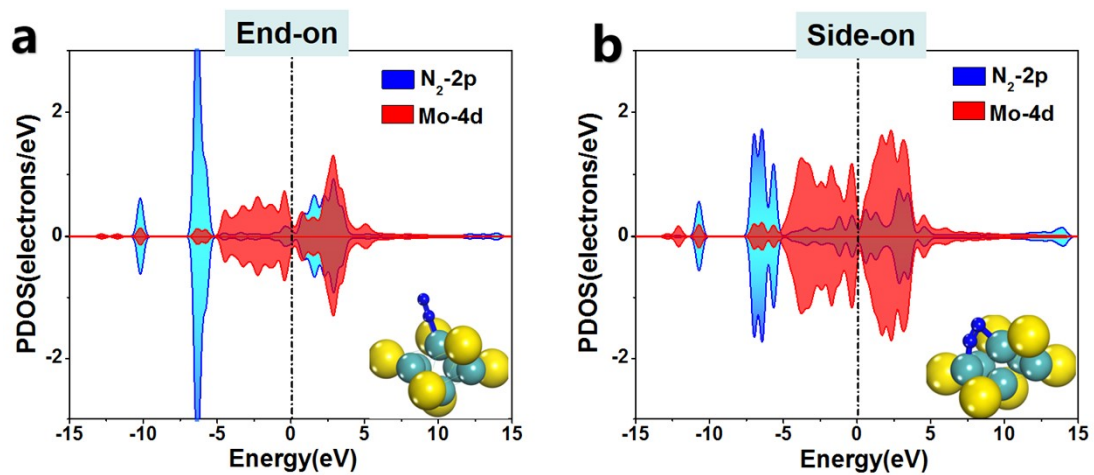 a
End-on
N2-2p
Mo-4d
PDOS(electrons/eV)
2
0
-2
-15 -10 -5 0 5 10 15
Energy(eV)
b
Side-on
N2-2p
Mo-4d
PDOS(electrons/eV)
2
0
-2
-15 -10 -5 0 5 10 15
Energy(eV)